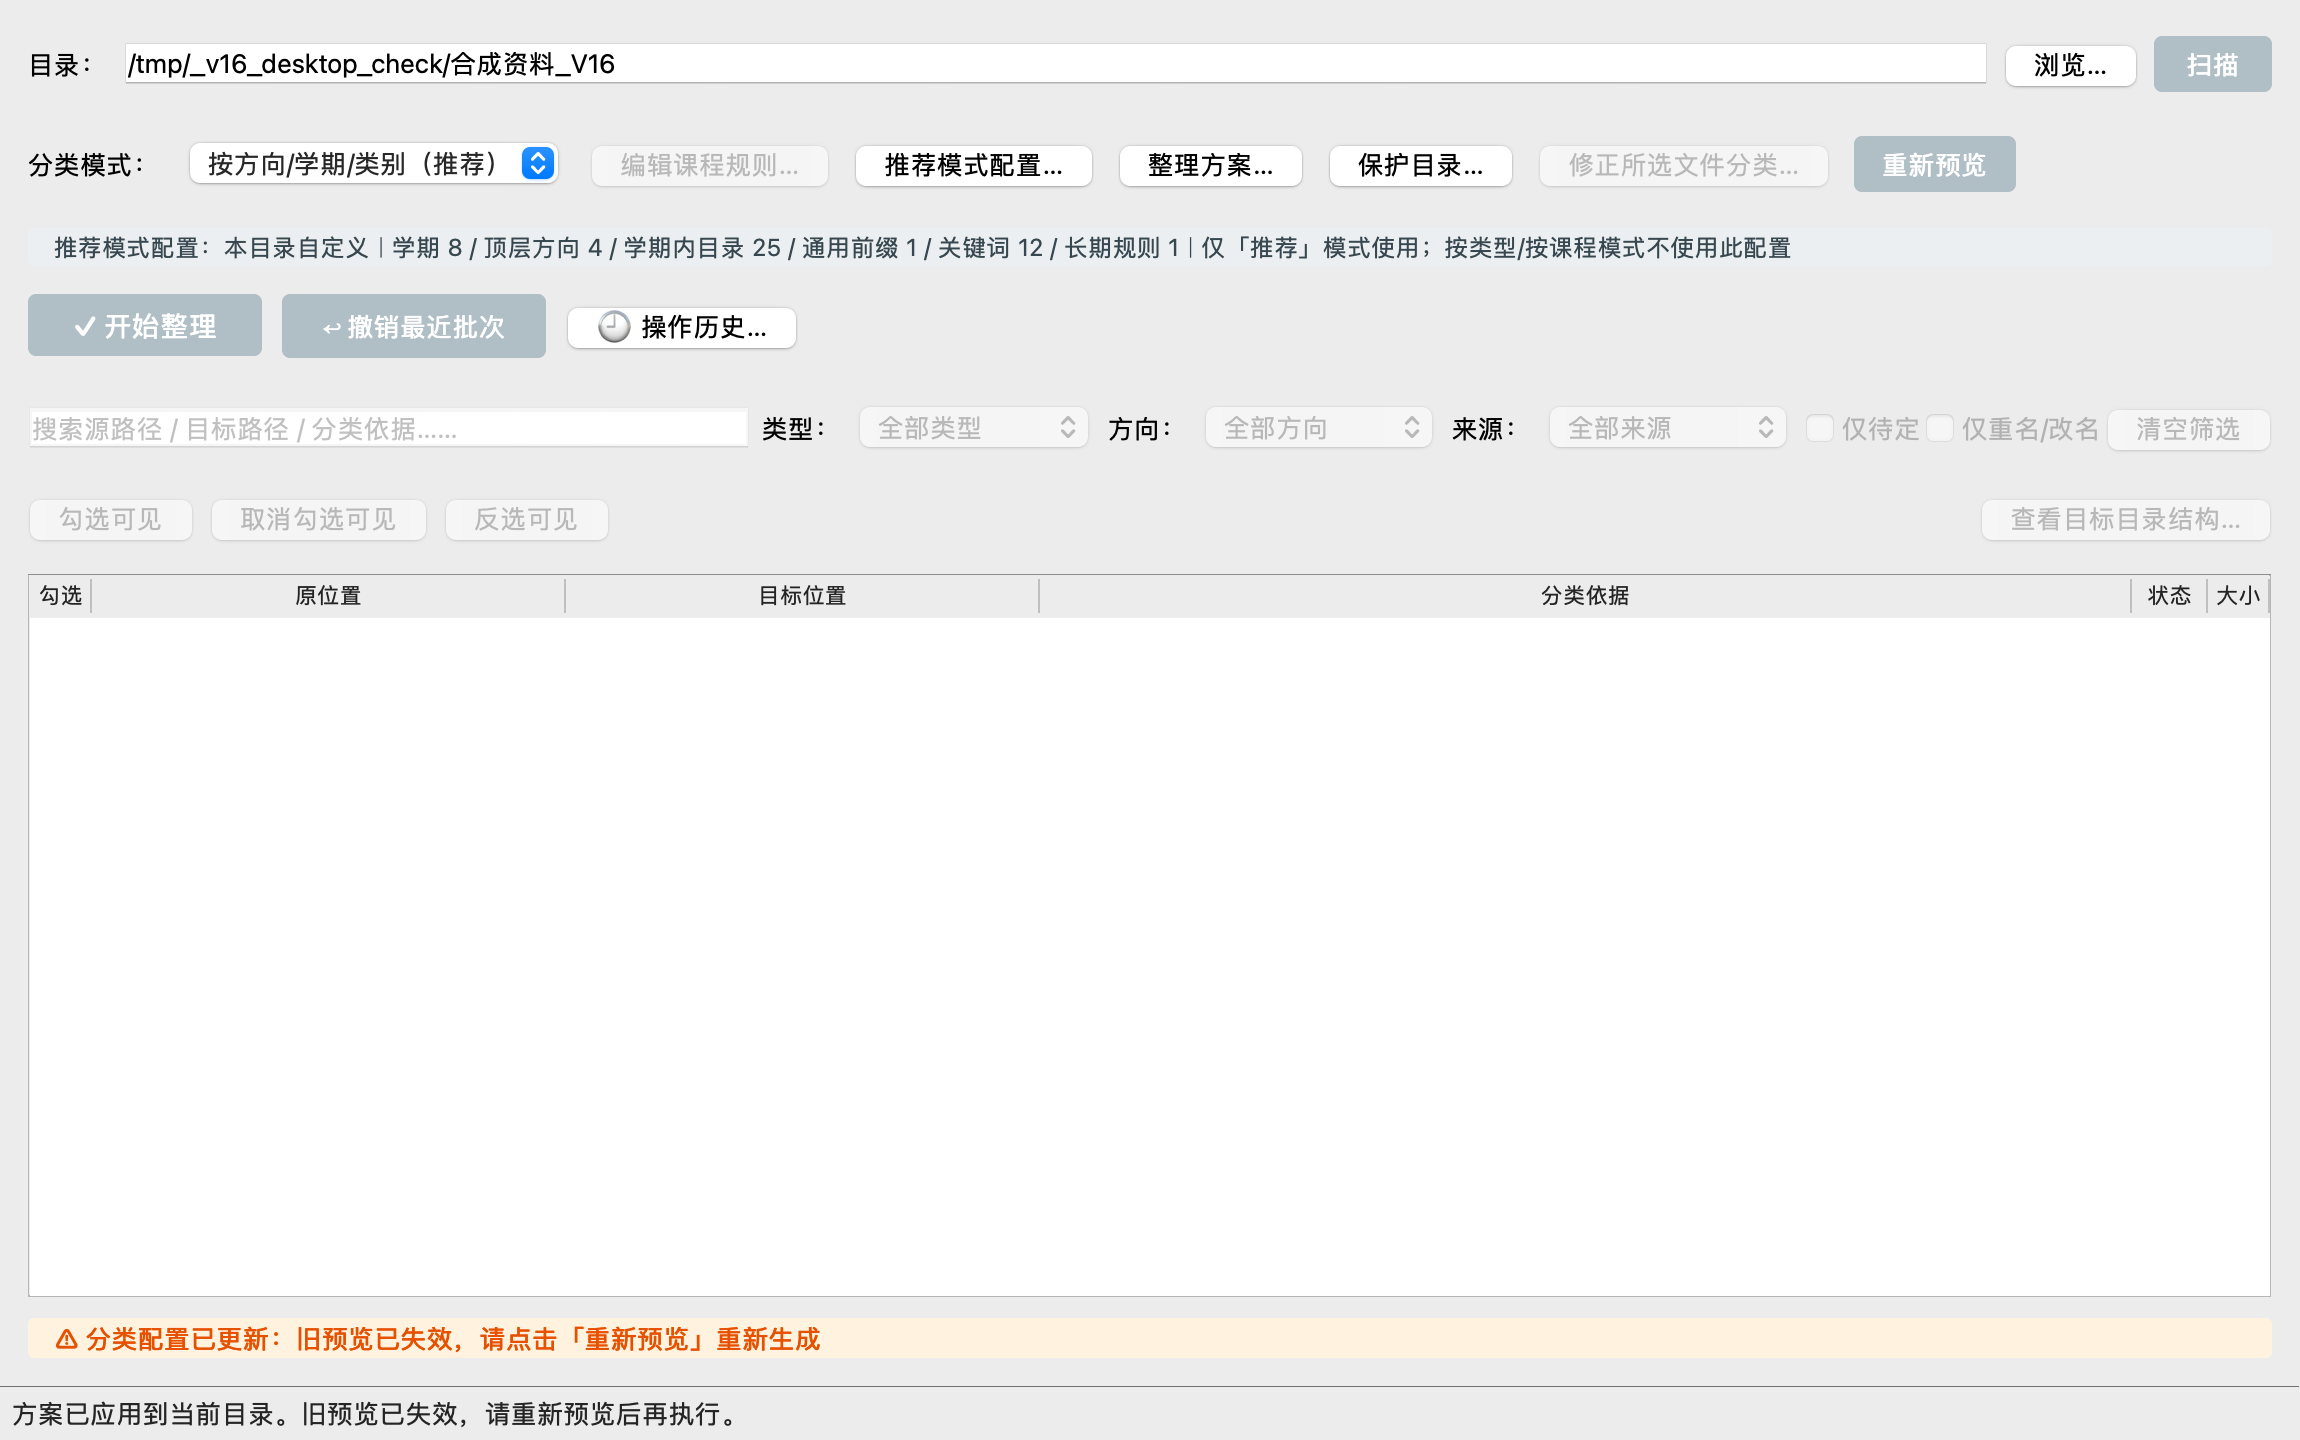 目录： /tmp/_v16_desktop_check/合成资料_V16 浏览... 扫描
分类模式： 按方向/学期/类别（推荐） 编辑课程规则... 推荐模式配置... 整理方案... 保护目录... 修正所选文件分类... 重新预览
推荐模式配置：本目录自定义｜学期 8 / 顶层方向 4 / 学期内目录 25 / 通用前缀 1 / 关键词 12 / 长期规则 1｜仅「推荐」模式使用；按类型/按课程模式不使用此配置
✓ 开始整理 ↩ 撤销最近批次 🕘 操作历史...
搜索源路径 / 目标路径 / 分类依据…… 类型： 全部类型 方向： 全部方向 来源： 全部来源 仅待定 仅重名/改名 清空筛选
勾选可见 取消勾选可见 反选可见 查看目标目录结构...
勾选 原位置 目标位置 分类依据 状态 大小
⚠ 分类配置已更新：旧预览已失效，请点击「重新预览」重新生成
方案已应用到当前目录。旧预览已失效，请重新预览后再执行。